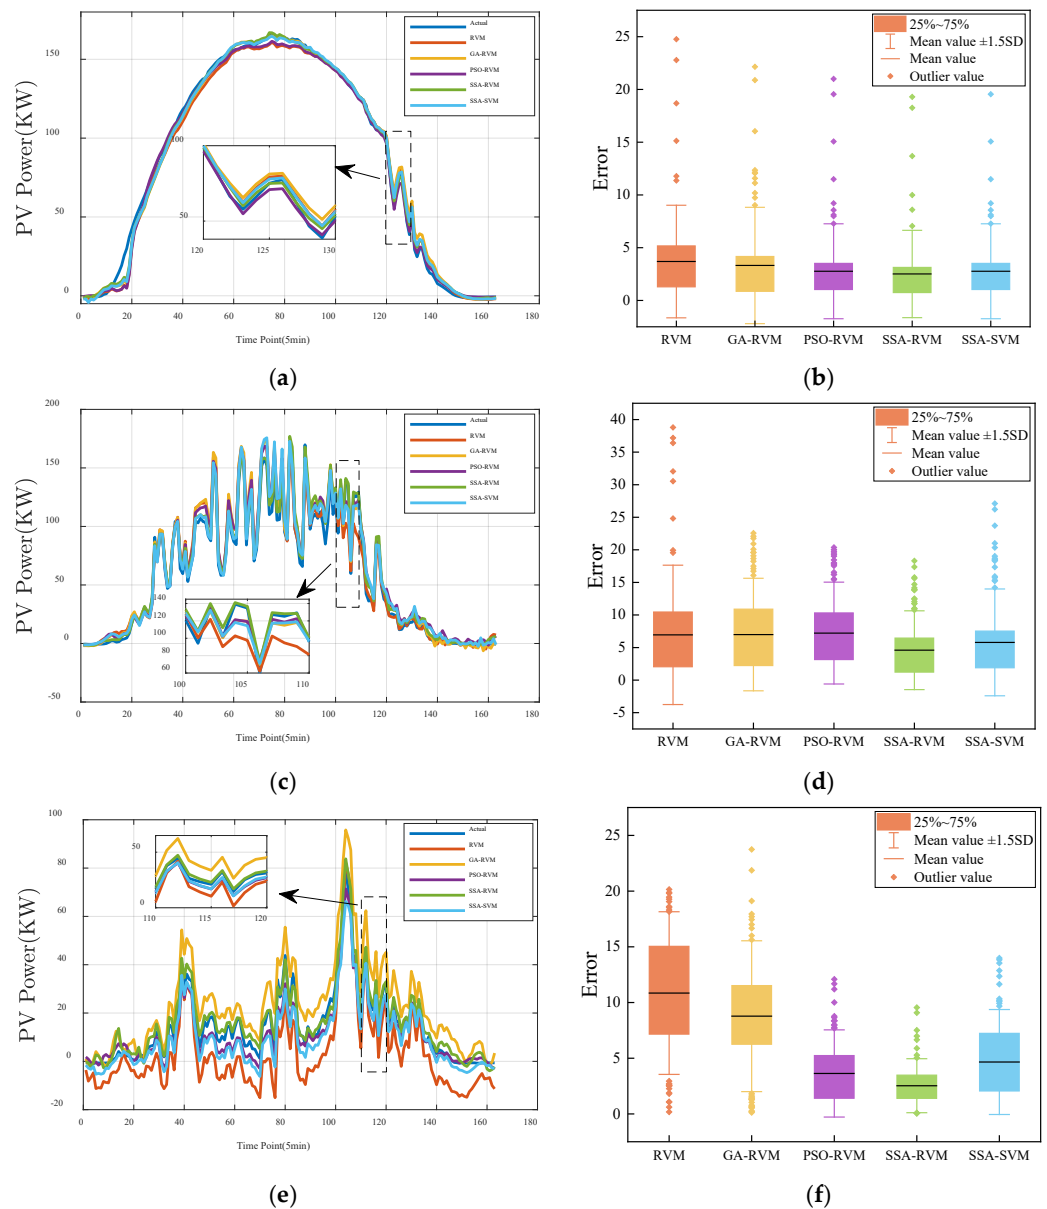 PV Power(KW)
150
100
50
0
0
20
40
60
80
100
120
140
160
180
Time Point(5min)
Actual
RVM
GA-RVM
PSO-RVM
SSA-RVM
SSA-SVM
100
50
120
125
130
(a)
Error
25
20
15
10
5
0
25%~75%
Mean value ±1.5SD
Mean value
Outlier value
RVM
GA-RVM
PSO-RVM
SSA-RVM
SSA-SVM
(b)
PV Power(KW)
200
150
100
50
0
-50
0
20
40
60
80
100
120
140
160
180
Time Point(5min)
Actual
RVM
GA-RVM
PSO-RVM
SSA-RVM
SSA-SVM
140
120
100
80
60
100
105
110
(c)
Error
40
35
30
25
20
15
10
5
0
-5
25%~75%
Mean value ±1.5SD
Mean value
Outlier value
RVM
GA-RVM
PSO-RVM
SSA-RVM
SSA-SVM
(d)
PV Power(KW)
100
80
60
40
20
0
-20
0
20
40
60
80
100
120
140
160
180
Time Point(5min)
Actual
RVM
GA-RVM
PSO-RVM
SSA-RVM
SSA-SVM
50
0
110
115
120
(e)
Error
25
20
15
10
5
0
25%~75%
Mean value ±1.5SD
Mean value
Outlier value
RVM
GA-RVM
PSO-RVM
SSA-RVM
SSA-SVM
(f)